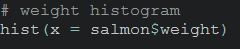 # weight histogram
hist(x = salmon$weight)